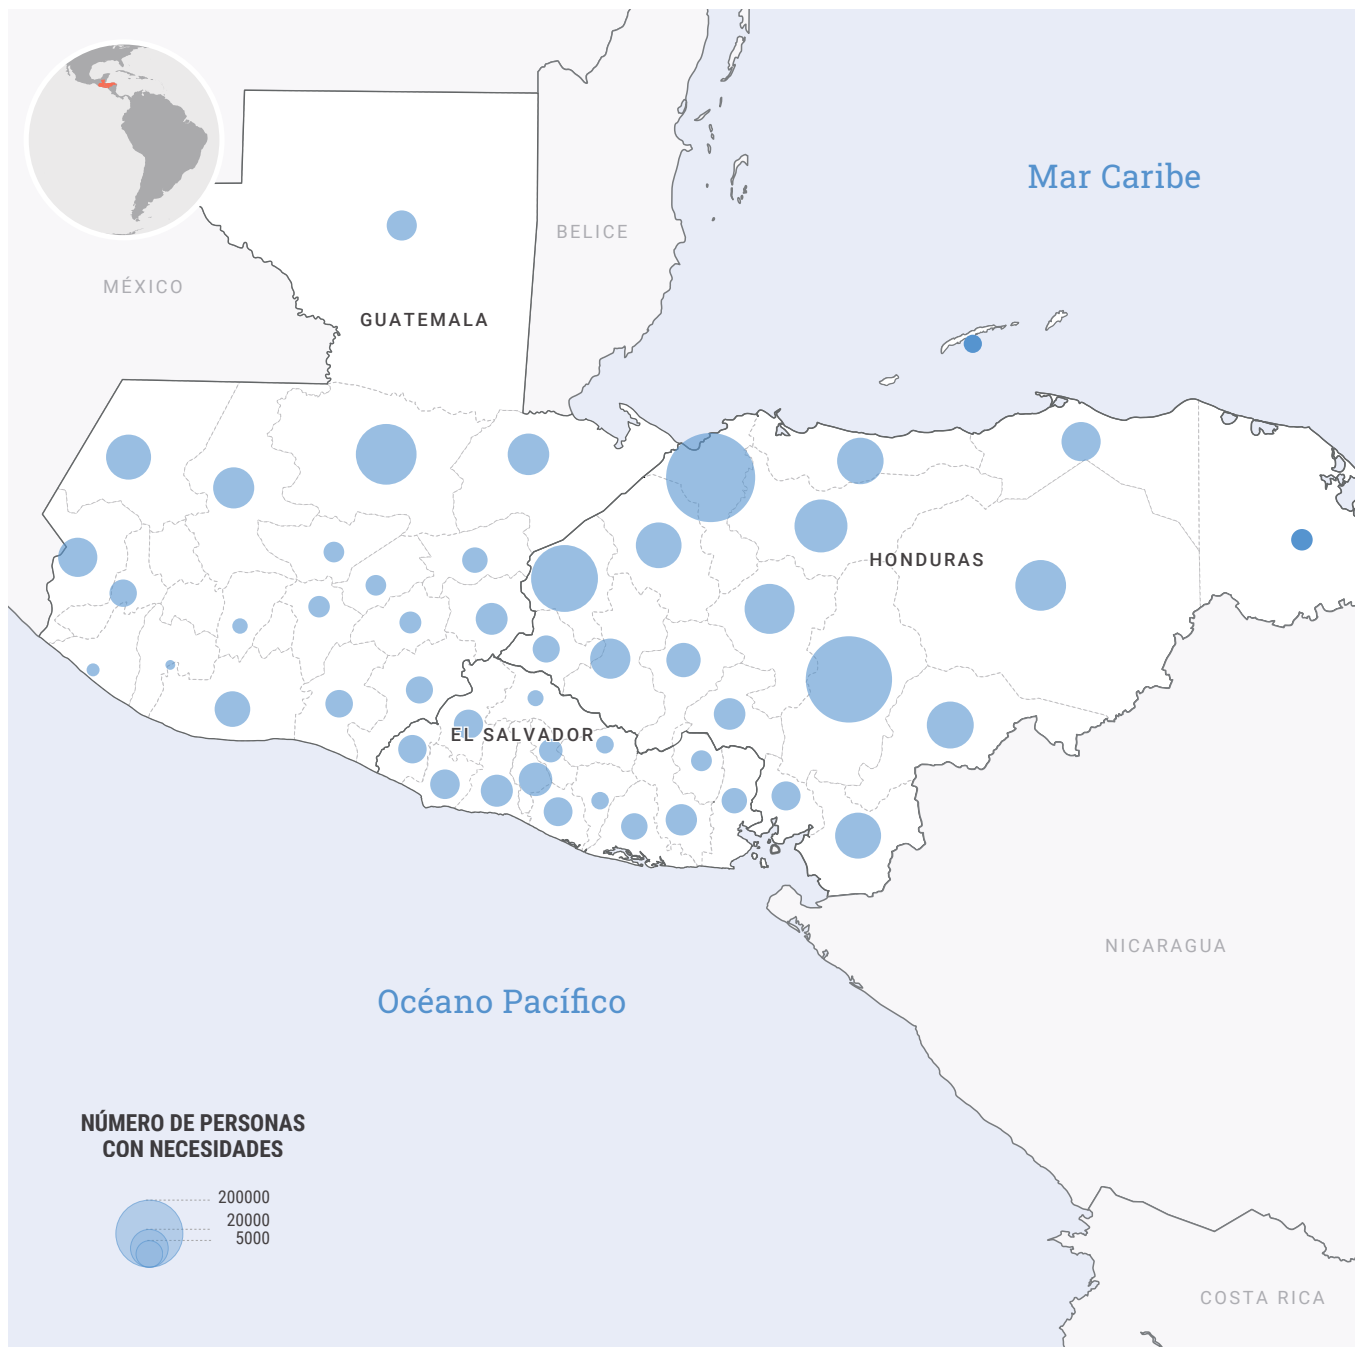 Mar Caribe
BELICE
MÉXICO
GUATEMALA
HONDURAS
EL SALVADOR
NICARAGUA
Océano Pacífico
NÚMERO DE PERSONAS
CON NECESIDADES
200000
20000
5000
COSTA RICA